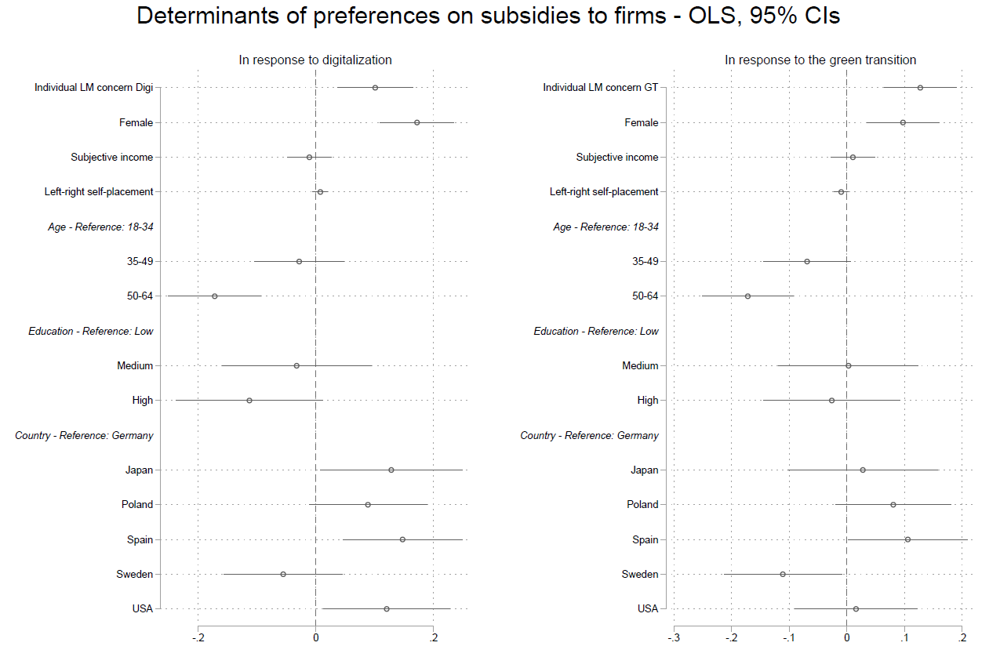 Determinants of preferences on subsidies to firms - OLS, 95% CIs
In response to digitalization
Individual LM concern Digi
Female
Subjective income
Left-right self-placement
Age - Reference: 18-34
35-49
50-64
Education - Reference: Low
Medium
High
Country - Reference: Germany
Japan
Poland
Spain
Sweden
USA
-.2 0 .2
In response to the green transition
Individual LM concern GT
Female
Subjective income
Left-right self-placement
Age - Reference: 18-34
35-49
50-64
Education - Reference: Low
Medium
High
Country - Reference: Germany
Japan
Poland
Spain
Sweden
USA
-.3 -.2 -.1 0 .1 .2